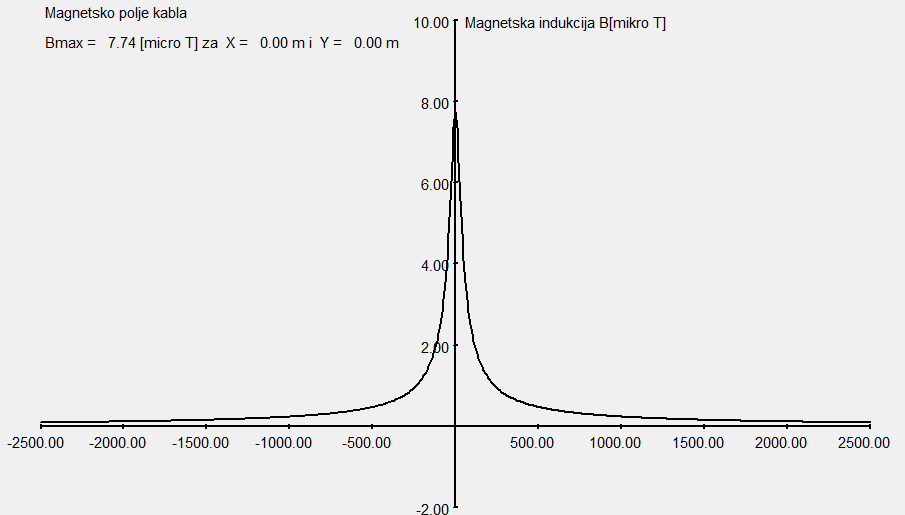 Magnetsko polje kabla
Bmax = 7.74 [micro T] za X = 0.00 m i Y = 0.00 m
10.00
Magnetska indukcija B[mikro T]
8.00
6.00
4.00
2.00
-2500.00 -2000.00 -1500.00 -1000.00 -500.00 500.00 1000.00 1500.00 2000.00 2500.00
-2.00